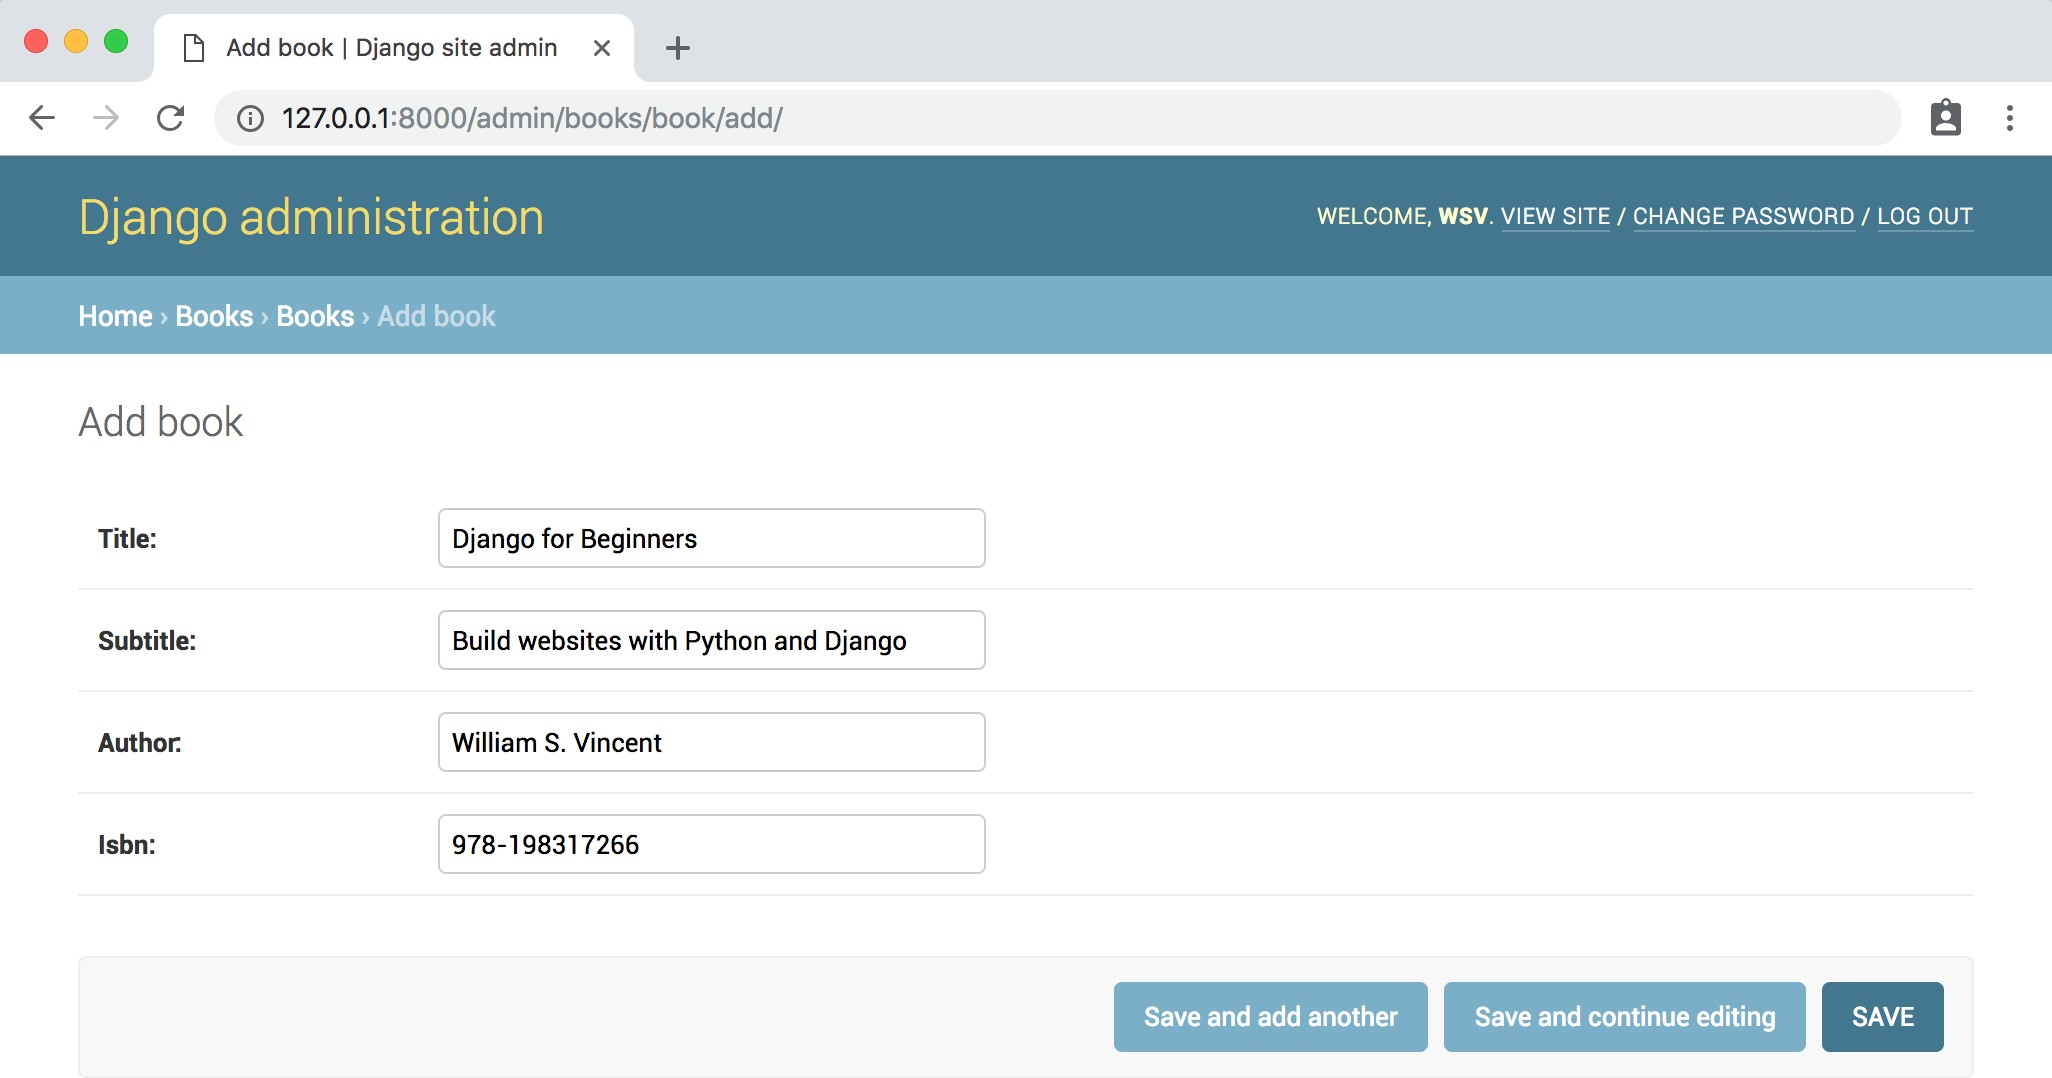 Add book | Django site admin
127.0.0.1:8000/admin/books/book/add/
Django administration
WELCOME, WSV. VIEW SITE / CHANGE PASSWORD / LOG OUT
Home › Books › Books › Add book
Add book
Title: Django for Beginners
Subtitle: Build websites with Python and Django
Author: William S. Vincent
Isbn: 978-198317266
Save and add another Save and continue editing SAVE